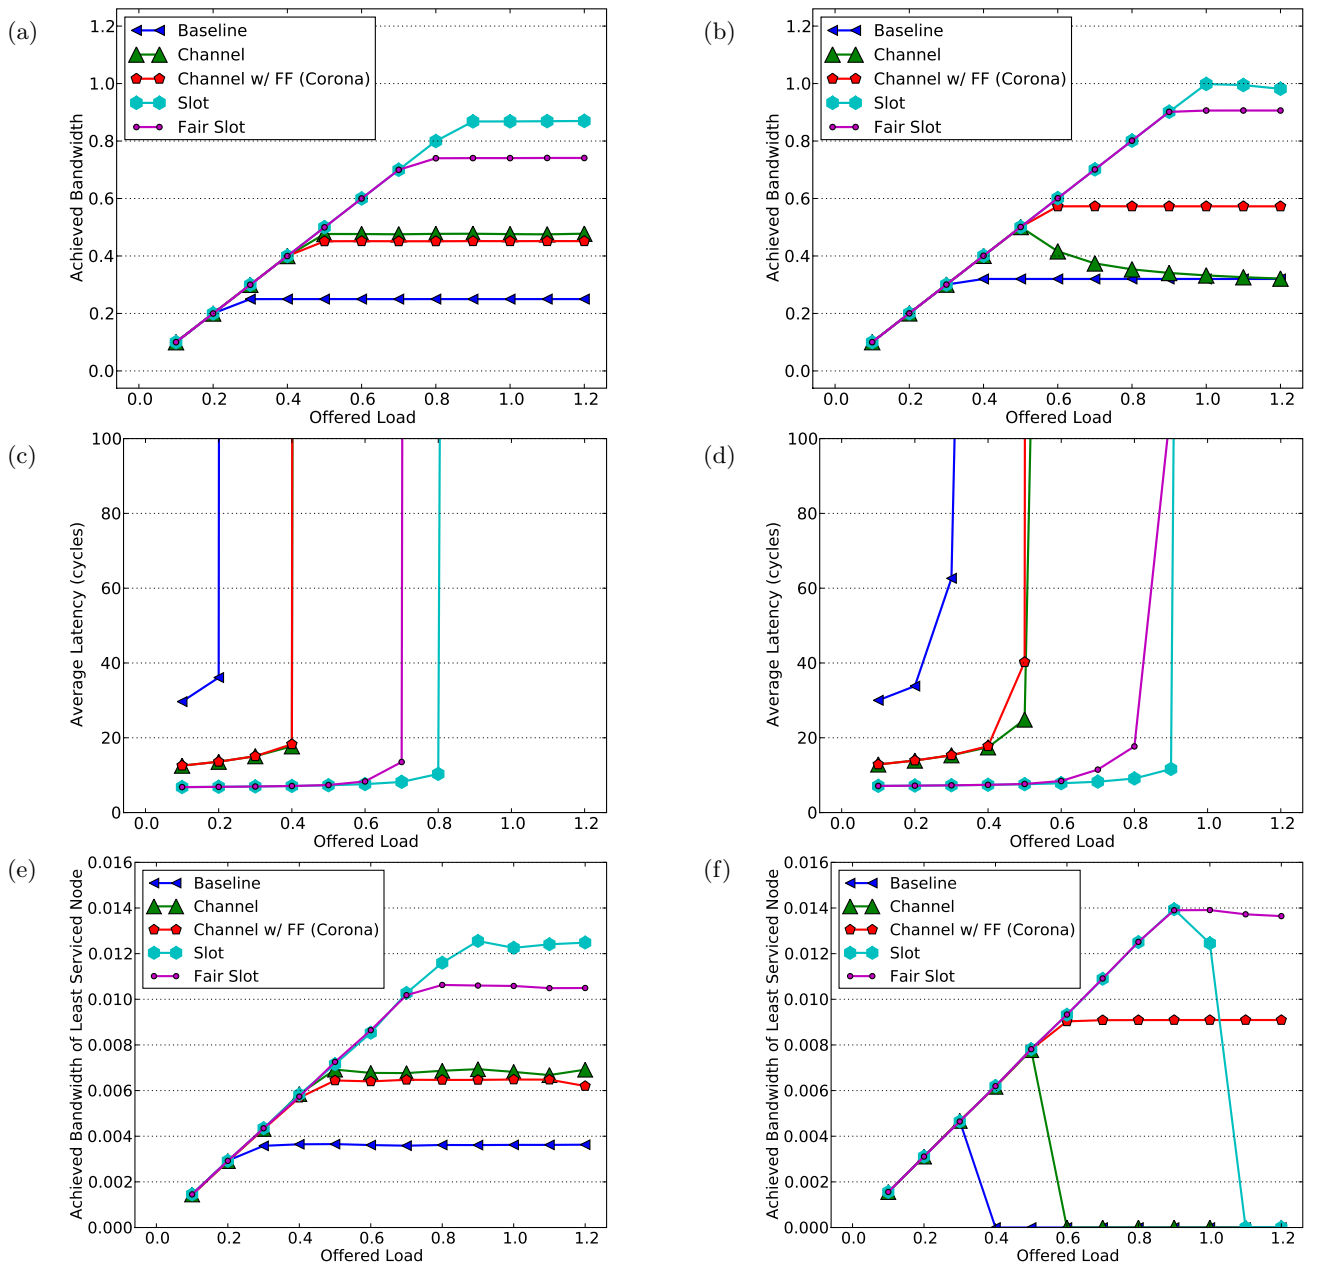 (a)
1.2
1.0
0.8
0.6
0.4
0.2
0.0
Achieved Bandwidth
Baseline
Channel
Channel w/ FF (Corona)
Slot
Fair Slot
0.0 0.2 0.4 0.6 0.8 1.0 1.2
Offered Load
(b)
1.2
1.0
0.8
0.6
0.4
0.2
0.0
Achieved Bandwidth
Baseline
Channel
Channel w/ FF (Corona)
Slot
Fair Slot
0.0 0.2 0.4 0.6 0.8 1.0 1.2
Offered Load
(c)
100
80
60
40
20
0
Average Latency (cycles)
0.0 0.2 0.4 0.6 0.8 1.0 1.2
Offered Load
(d)
100
80
60
40
20
0
Average Latency (cycles)
0.0 0.2 0.4 0.6 0.8 1.0 1.2
Offered Load
(e)
0.016
0.014
0.012
0.010
0.008
0.006
0.004
0.002
0.000
Achieved Bandwidth of Least Serviced Node
Baseline
Channel
Channel w/ FF (Corona)
Slot
Fair Slot
0.0 0.2 0.4 0.6 0.8 1.0 1.2
Offered Load
(f)
0.016
0.014
0.012
0.010
0.008
0.006
0.004
0.002
0.000
Achieved Bandwidth of Least Serviced Node
Baseline
Channel
Channel w/ FF (Corona)
Slot
Fair Slot
0.0 0.2 0.4 0.6 0.8 1.0 1.2
Offered Load